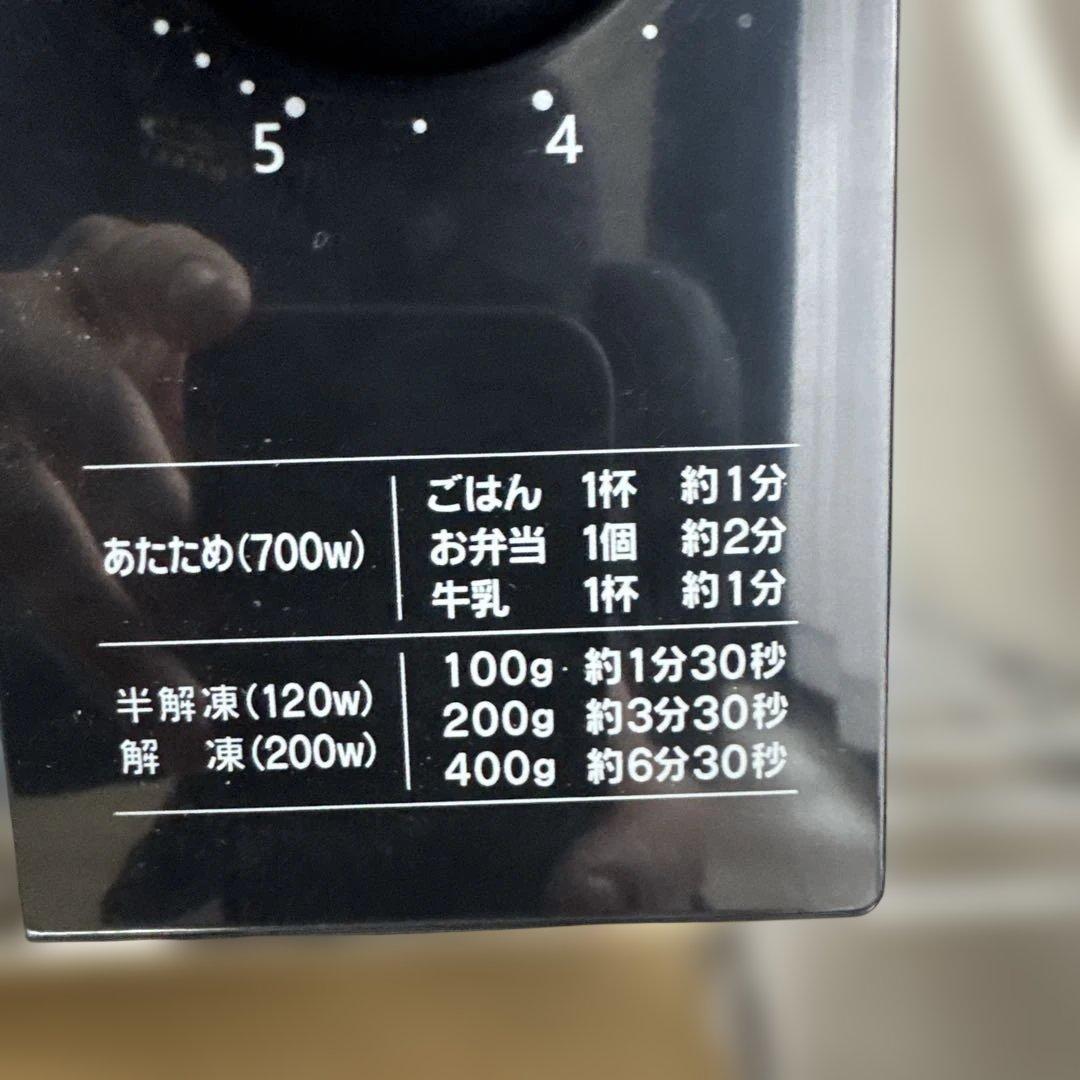 5 4
あたため(700w)
ごはん 1杯 約1分
お弁当 1個 約2分
牛乳 1杯 約1分
半解凍(120w)
解 凍(200w)
100g 約1分30秒
200g 約3分30秒
400g 約6分30秒